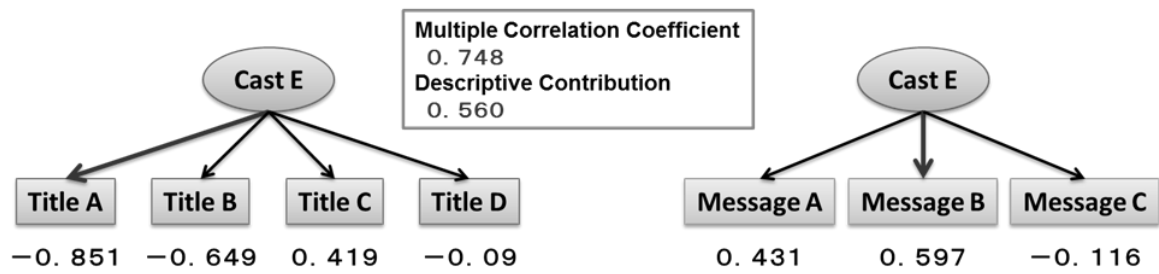 Multiple Correlation Coefficient
0. 748
Descriptive Contribution
0. 560
Cast E
Title A
Title B
Title C
Title D
−0. 851
−0. 649
0. 419
−0. 09
Cast E
Message A
Message B
Message C
0. 431
0. 597
−0. 116